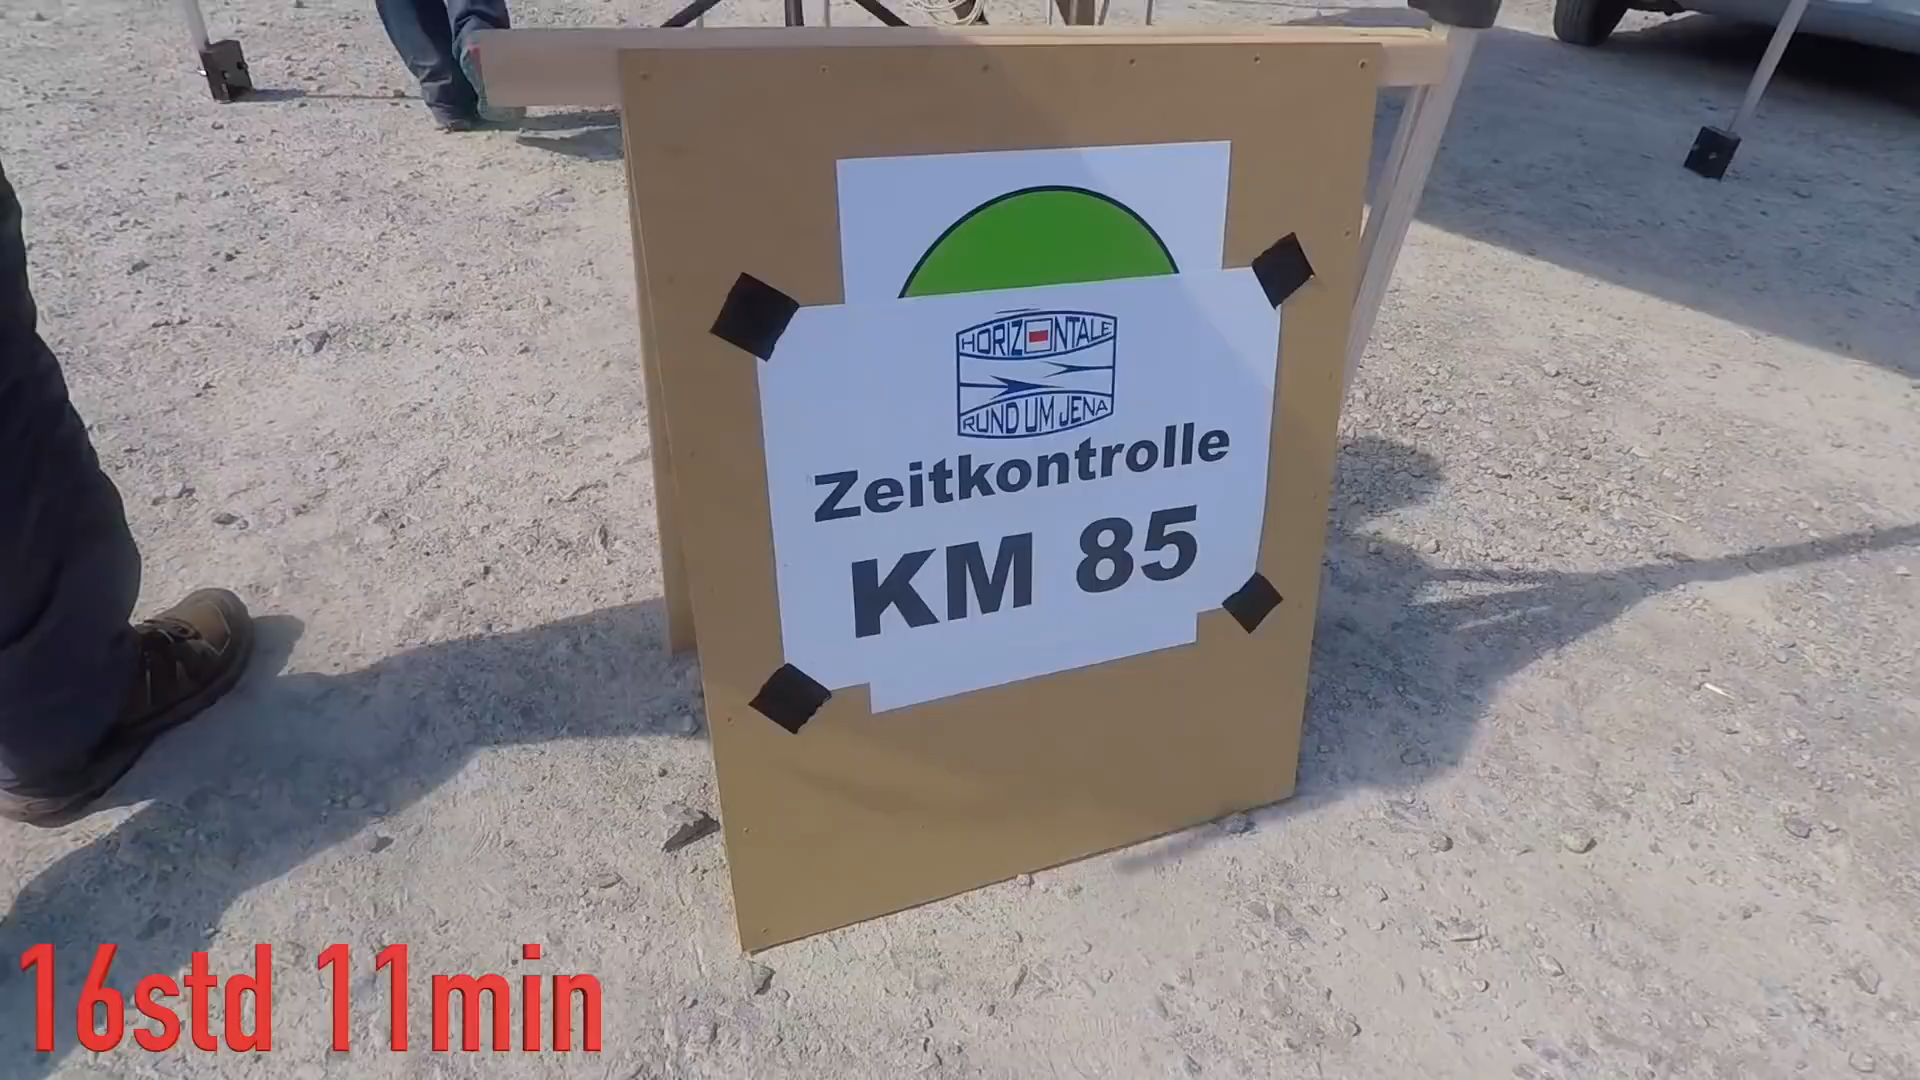 HORIZONTALE
RUND UM JENA
Zeitkontrolle
KM 85
16std 11min